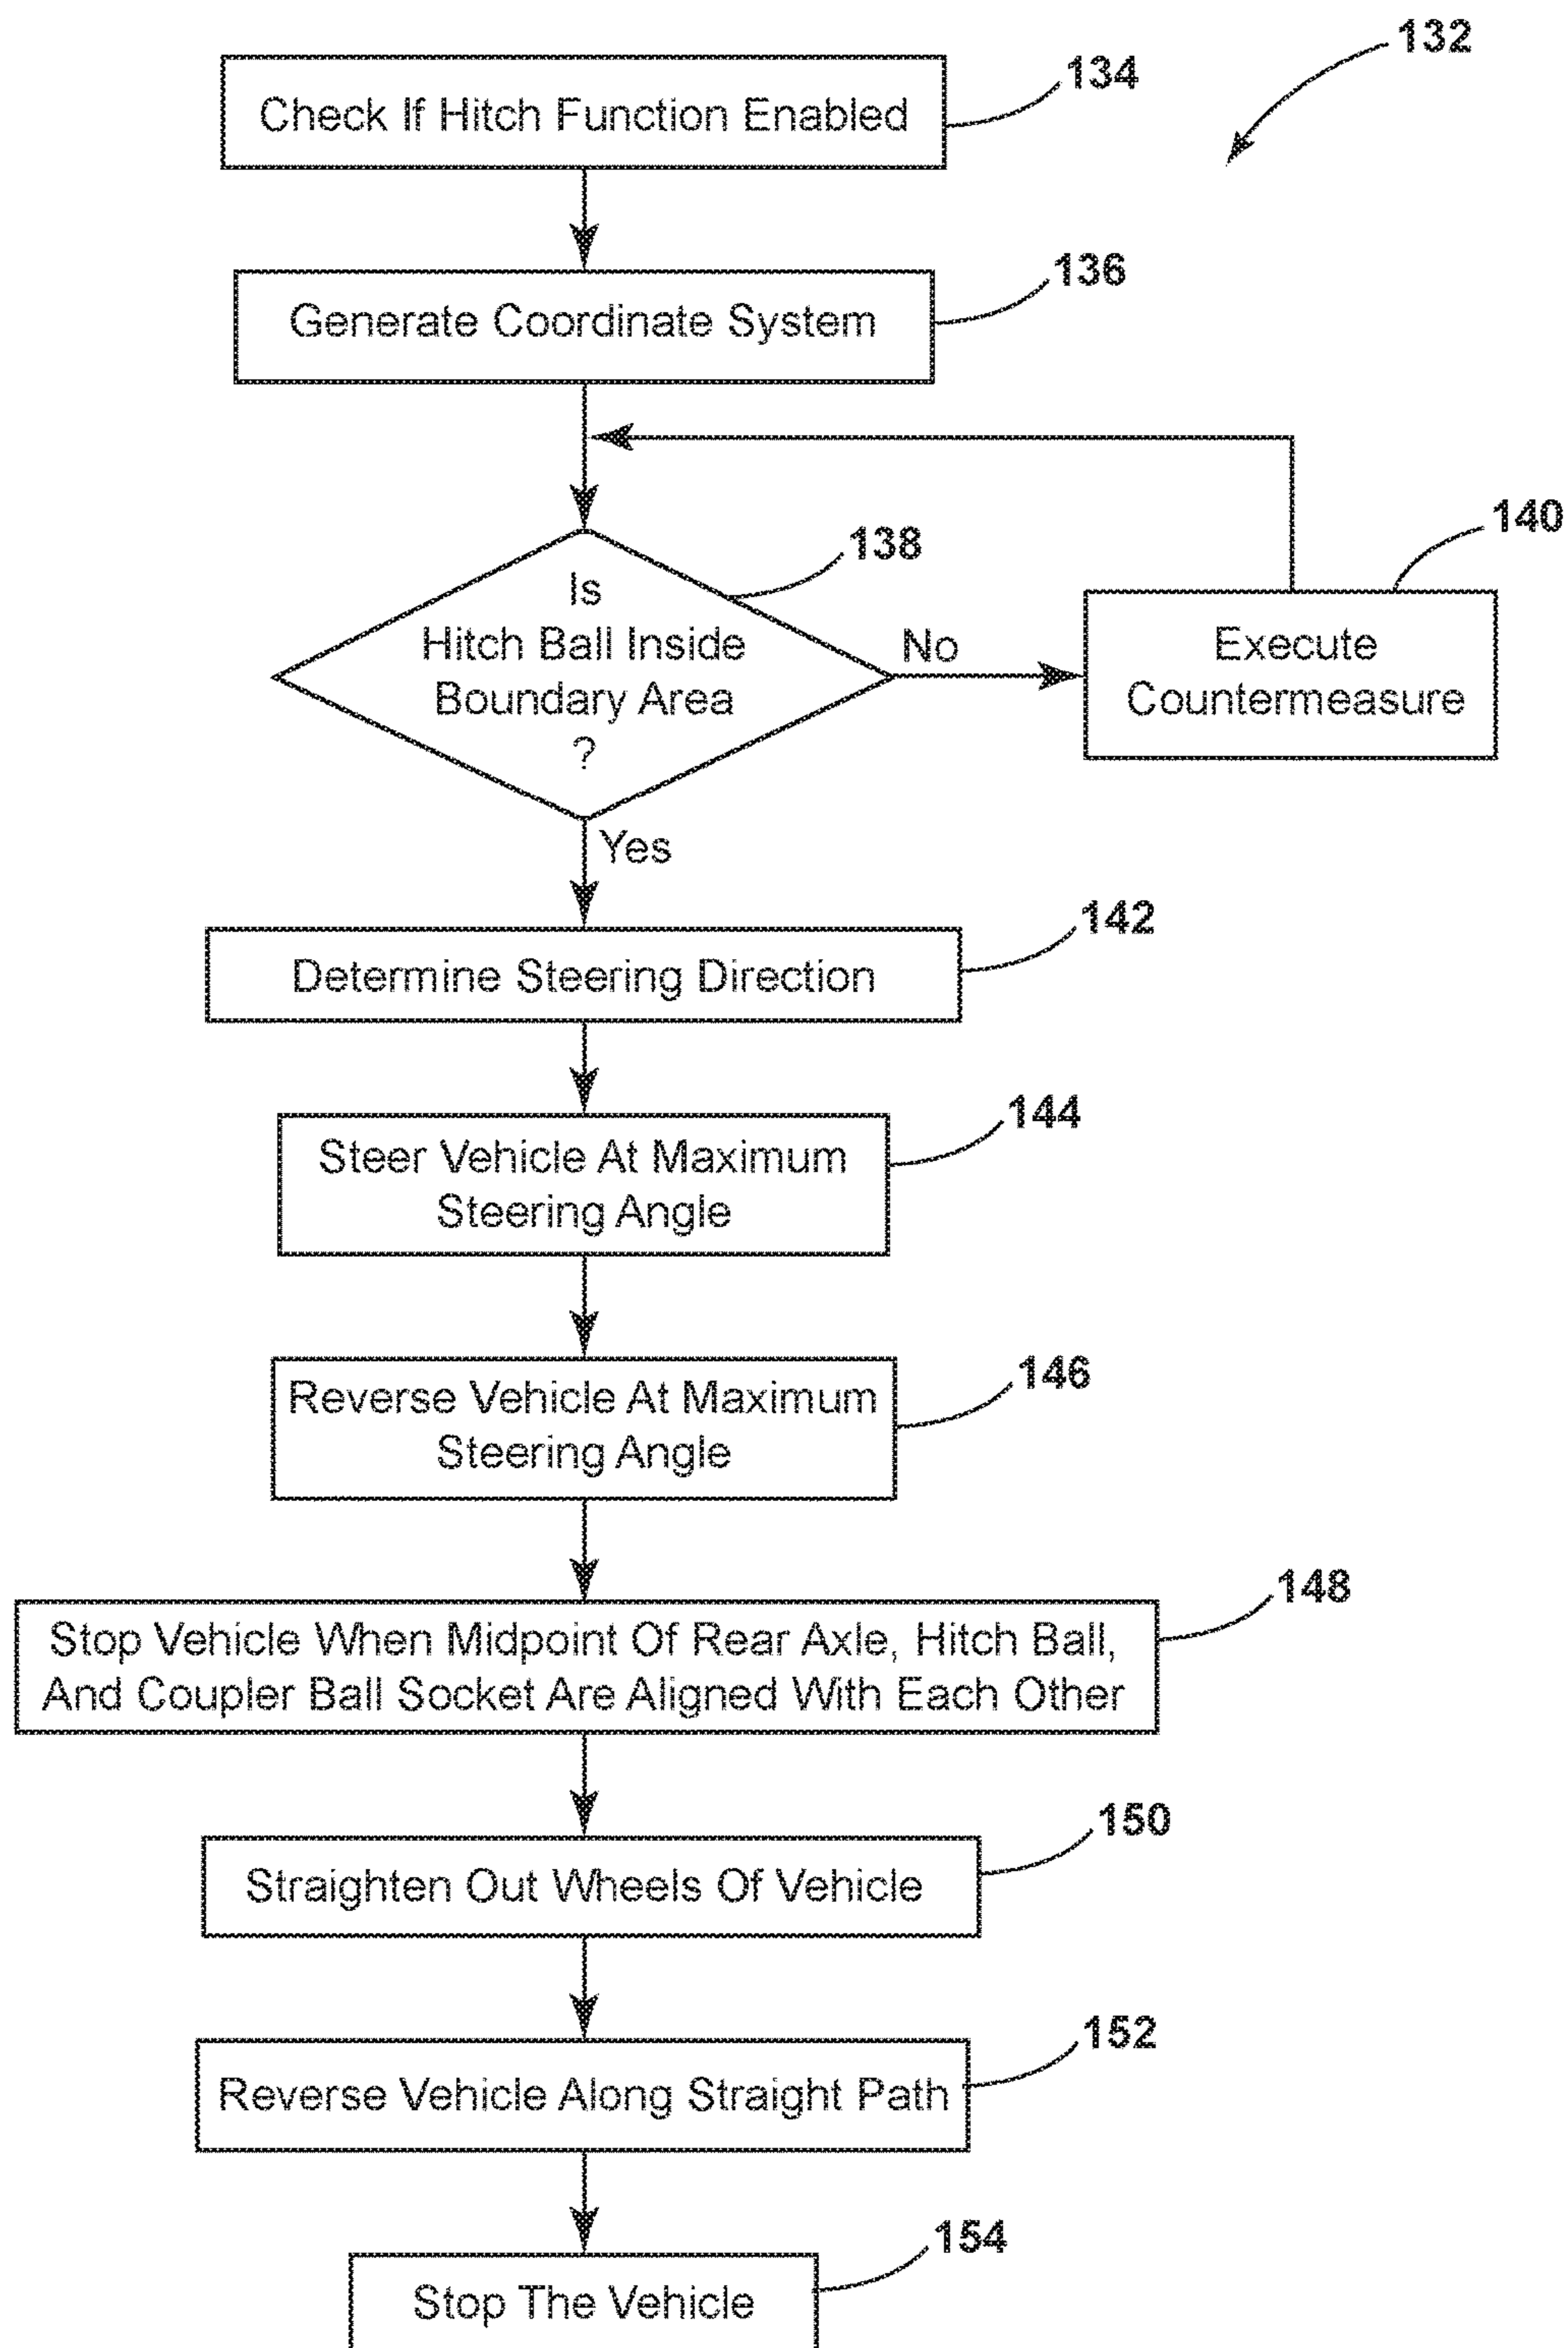 132
134
Check If Hitch Function Enabled
136
Generate Coordinate System
138
140
Is
Hitch Ball Inside
Boundary Area
?
No
Execute
Countermeasure
Yes
142
Determine Steering Direction
144
Steer Vehicle At Maximum
Steering Angle
146
Reverse Vehicle At Maximum
Steering Angle
148
Stop Vehicle When Midpoint Of Rear Axle, Hitch Ball,
And Coupler Ball Socket Are Aligned With Each Other
150
Straighten Out Wheels Of Vehicle
152
Reverse Vehicle Along Straight Path
154
Stop The Vehicle